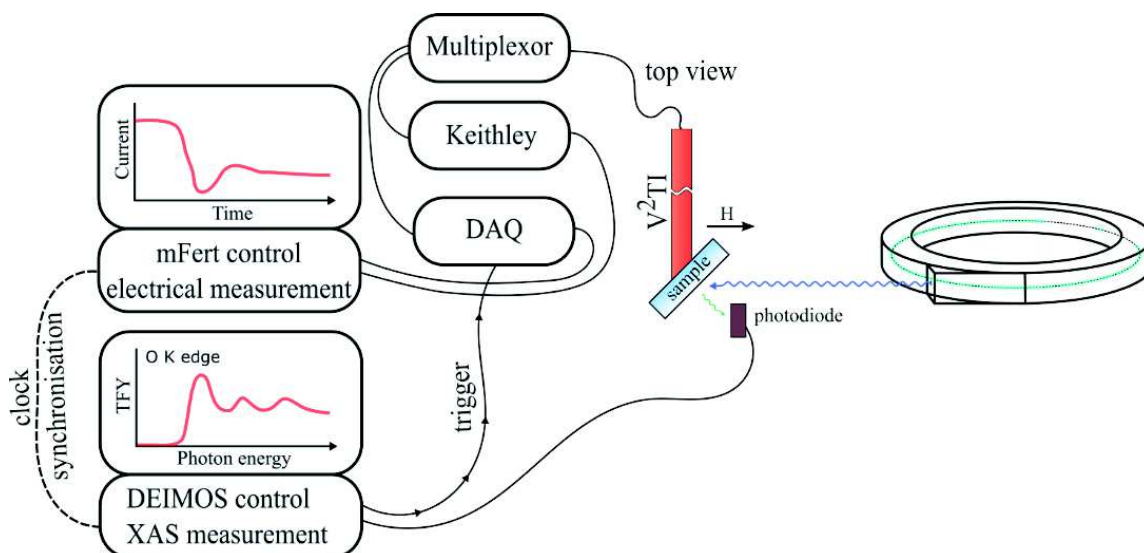 Multiplexor
top view
Keithley
Current
Time
V²TI
H
DAQ
mFert control
electrical measurement
sample
photodiode
clock
synchronisation
trigger
O K edge
TFY
Photon energy
DEIMOS control
XAS measurement